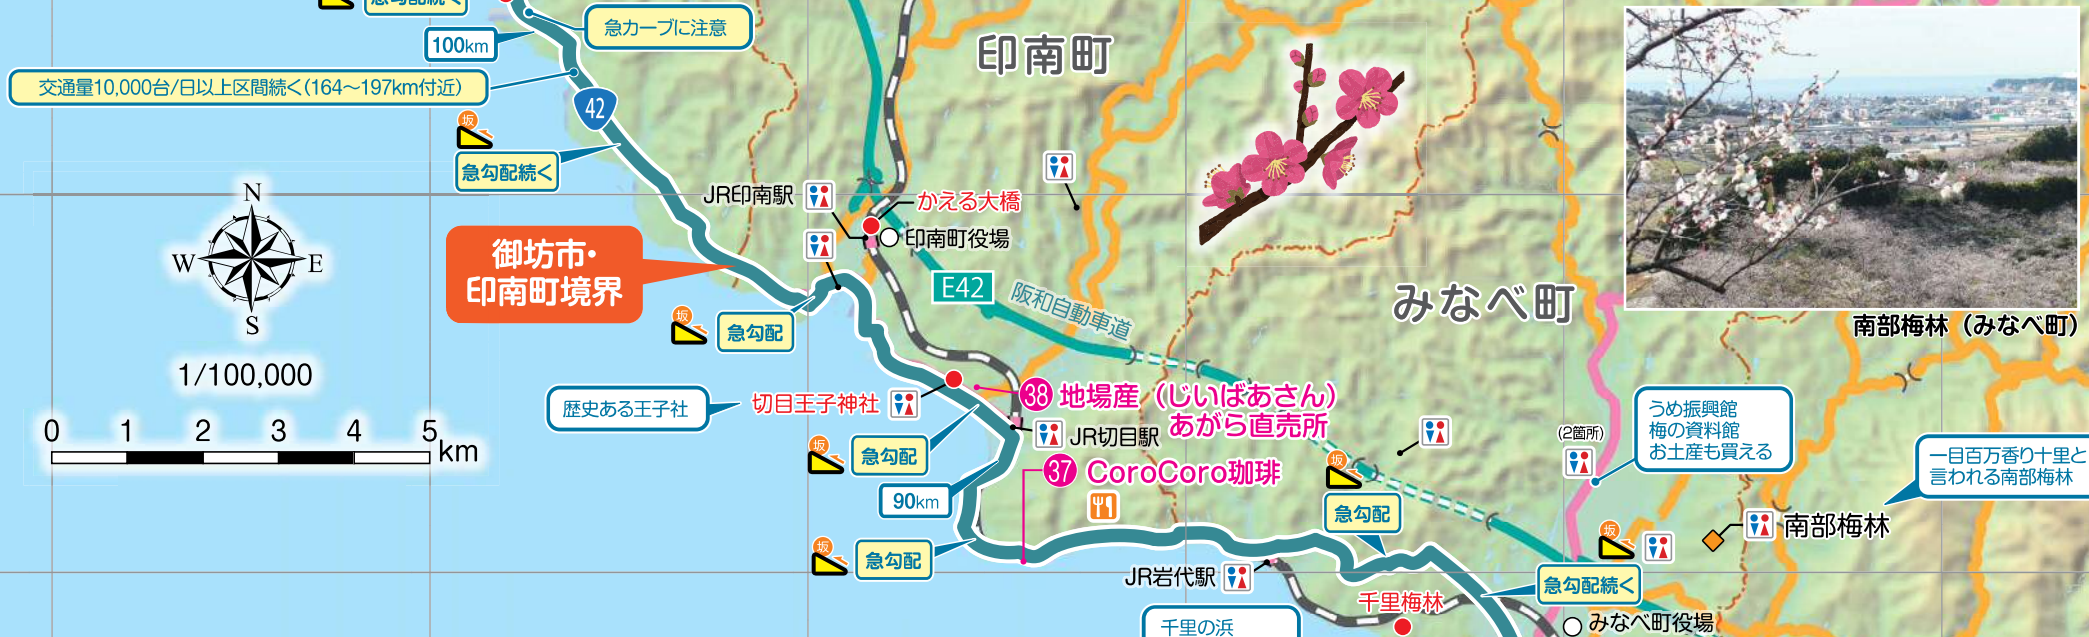 急勾配続く
急カーブに注意
100km
交通量10,000台/日以上区間続く(164～197km付近)
42
坂
急勾配続く
印南町
JR印南駅
かえる大橋
印南町役場
御坊市・
印南町境界
E42
阪和自動車道
みなべ町
南部梅林（みなべ町）
N
W
E
S
1/100,000
0 1 2 3 4 5
km
坂
急勾配
歴史ある王子社
切目王子神社
38 地場産（じいばあさん）
あがら直売所
JR切目駅
坂
急勾配
37 CoroCoro珈琲
90km
坂
急勾配
坂
急勾配
(2箇所)
うめ振興館
梅の資料館
お土産も買える
一目百万香り十里と
言われる南部梅林
南部梅林
坂
急勾配続く
JR岩代駅
千里梅林
千里の浜
みなべ町役場